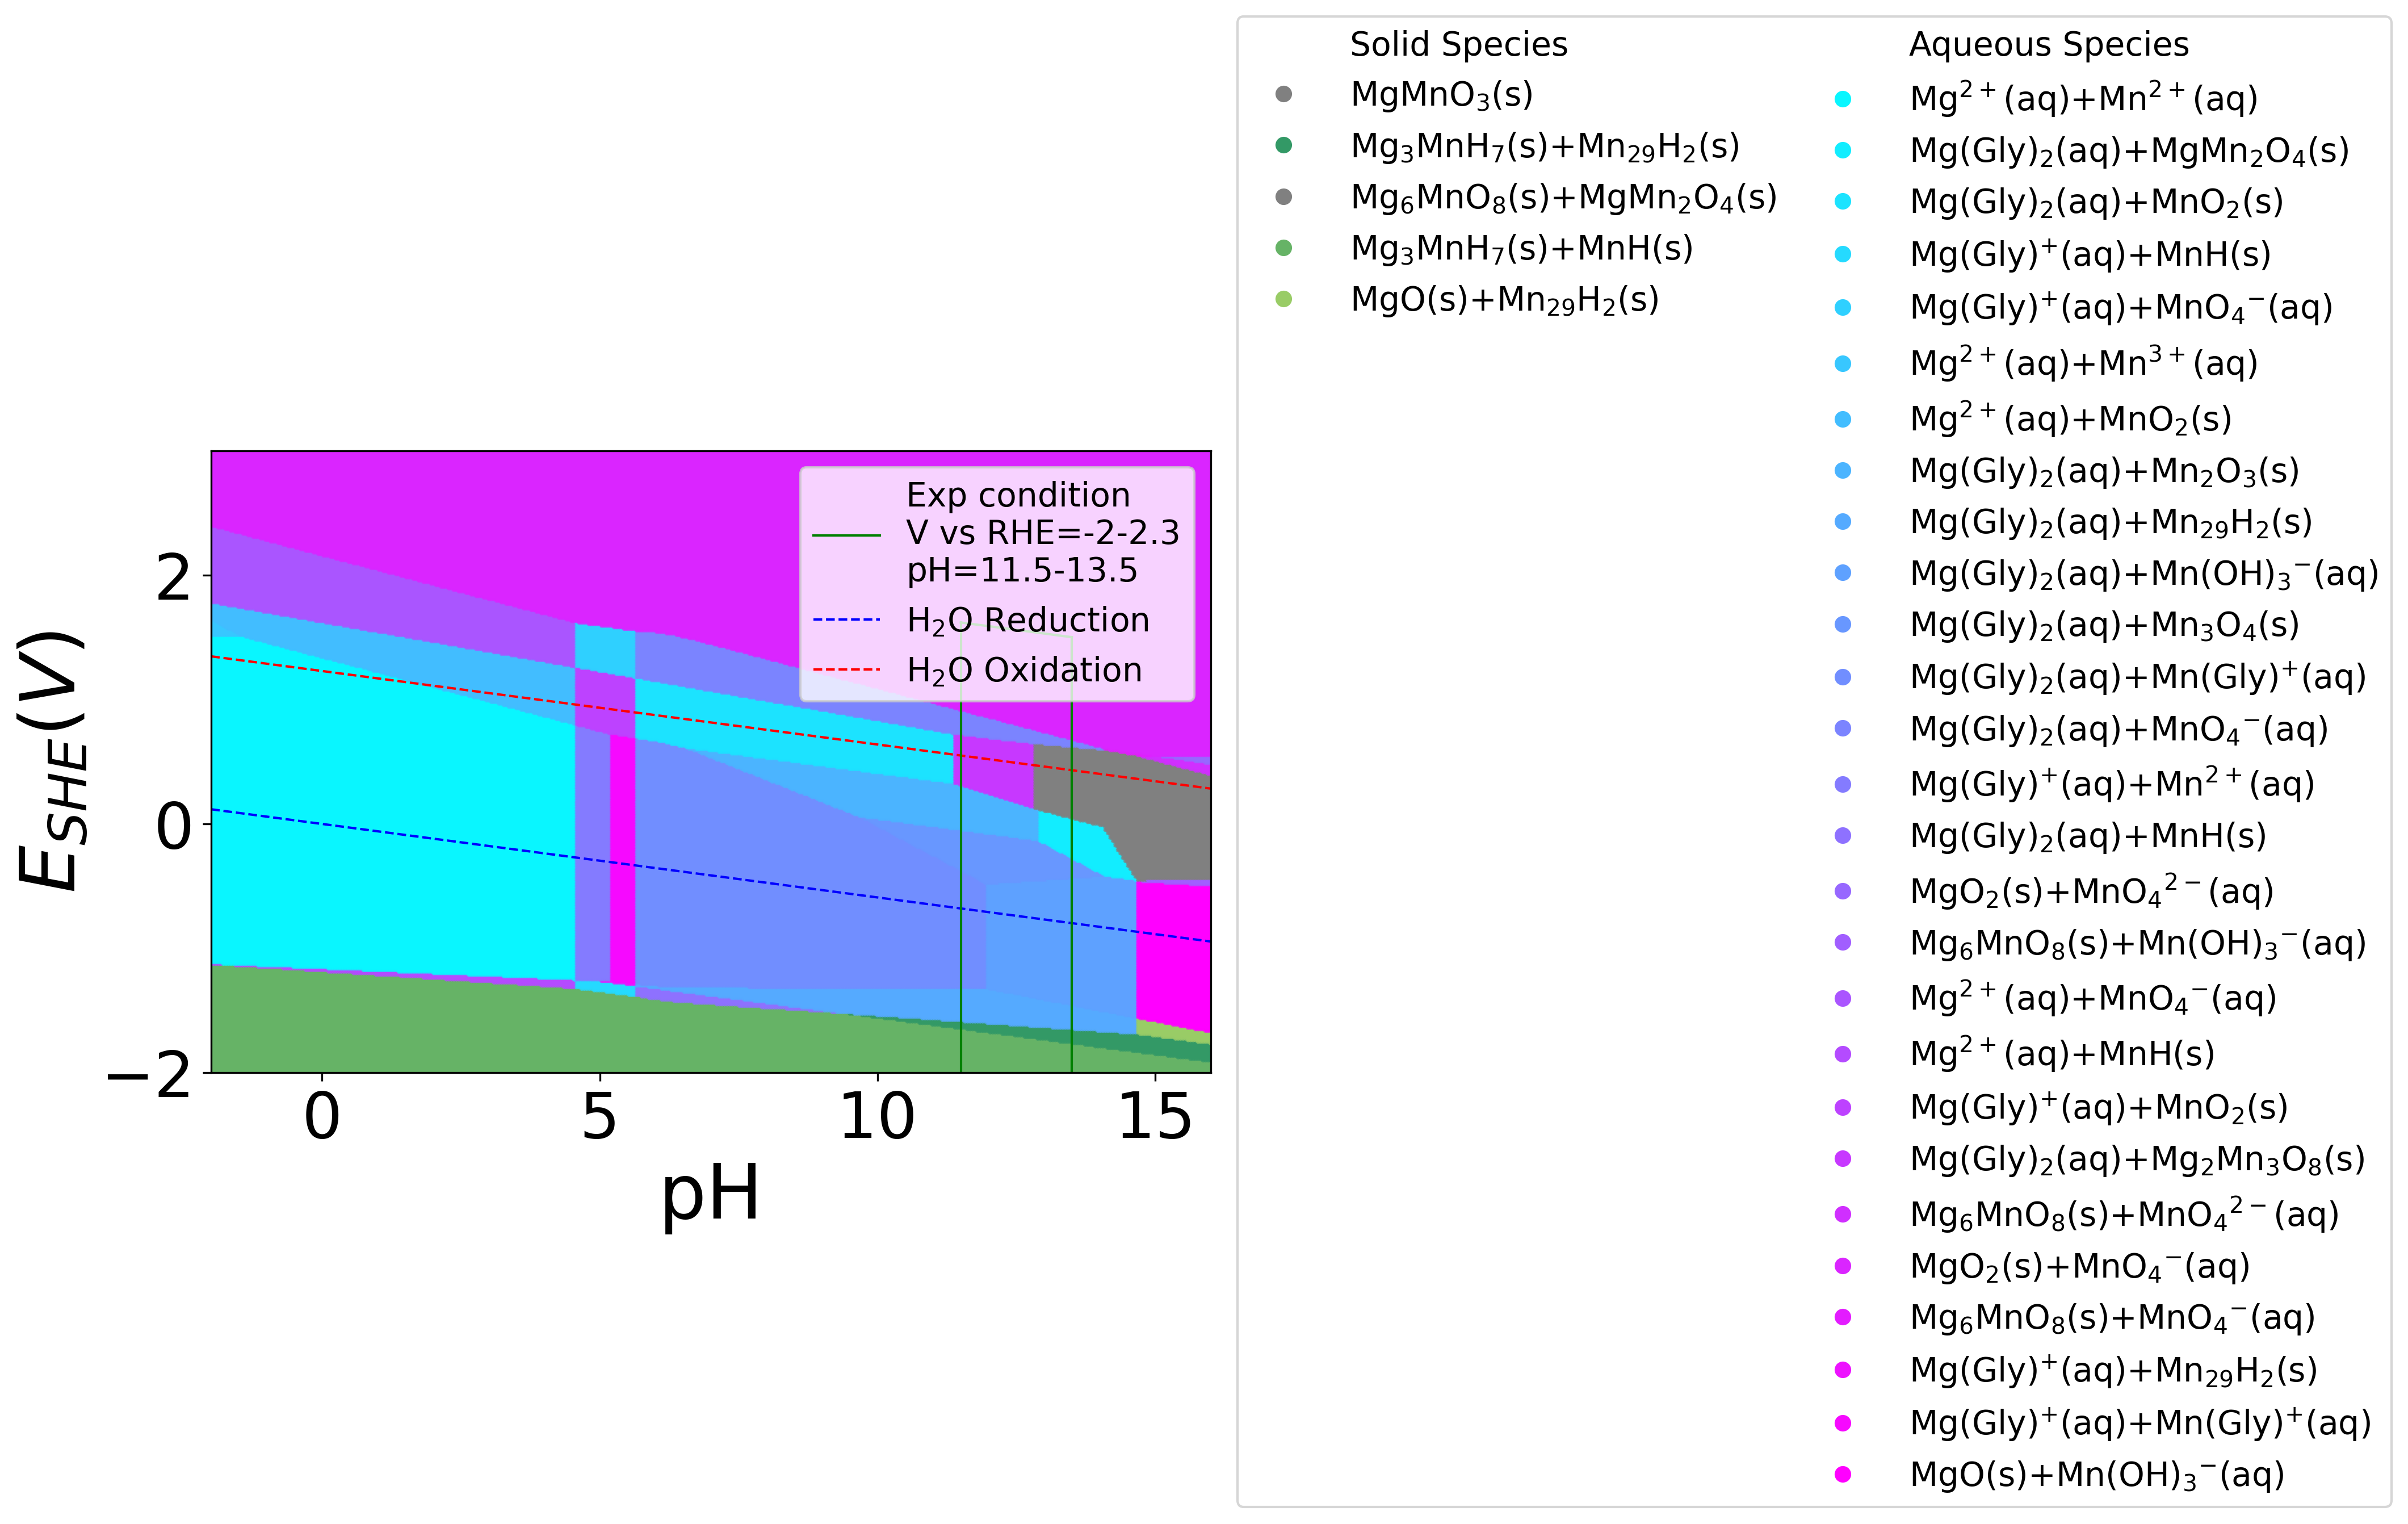 Solid Species
MgMnO₃(s)
Mg₃MnH₇(s)+Mn₂₉H₂(s)
Mg₆MnO₈(s)+MgMn₂O₄(s)
Mg₃MnH₇(s)+MnH(s)
MgO(s)+Mn₂₉H₂(s)
Aqueous Species
Mg²⁺(aq)+Mn²⁺(aq)
Mg(Gly)₂(aq)+MgMn₂O₄(s)
Mg(Gly)₂(aq)+MnO₂(s)
Mg(Gly)⁺(aq)+MnH(s)
Mg(Gly)⁺(aq)+MnO₄⁻(aq)
Mg²⁺(aq)+Mn³⁺(aq)
Mg²⁺(aq)+MnO₂(s)
Mg(Gly)₂(aq)+Mn₂O₃(s)
Mg(Gly)₂(aq)+Mn₂₉H₂(s)
Mg(Gly)₂(aq)+Mn(OH)₃⁻(aq)
Mg(Gly)₂(aq)+Mn₃O₄(s)
Mg(Gly)₂(aq)+Mn(Gly)⁺(aq)
Mg(Gly)₂(aq)+MnO₄⁻(aq)
Mg(Gly)⁺(aq)+Mn²⁺(aq)
Mg(Gly)₂(aq)+MnH(s)
MgO₂(s)+MnO₄²⁻(aq)
Mg₆MnO₈(s)+Mn(OH)₃⁻(aq)
Mg²⁺(aq)+MnO₄⁻(aq)
Mg²⁺(aq)+MnH(s)
Mg(Gly)⁺(aq)+MnO₂(s)
Mg(Gly)₂(aq)+Mg₂Mn₃O₈(s)
Mg₆MnO₈(s)+MnO₄²⁻(aq)
MgO₂(s)+MnO₄⁻(aq)
Mg₆MnO₈(s)+MnO₄⁻(aq)
Mg(Gly)⁺(aq)+Mn₂₉H₂(s)
Mg(Gly)⁺(aq)+Mn(Gly)⁺(aq)
MgO(s)+Mn(OH)₃⁻(aq)
Exp condition
V vs RHE=-2-2.3
pH=11.5-13.5
H₂O Reduction
H₂O Oxidation
E_SHE(V)
2
0
−2
0 5 10 15
pH